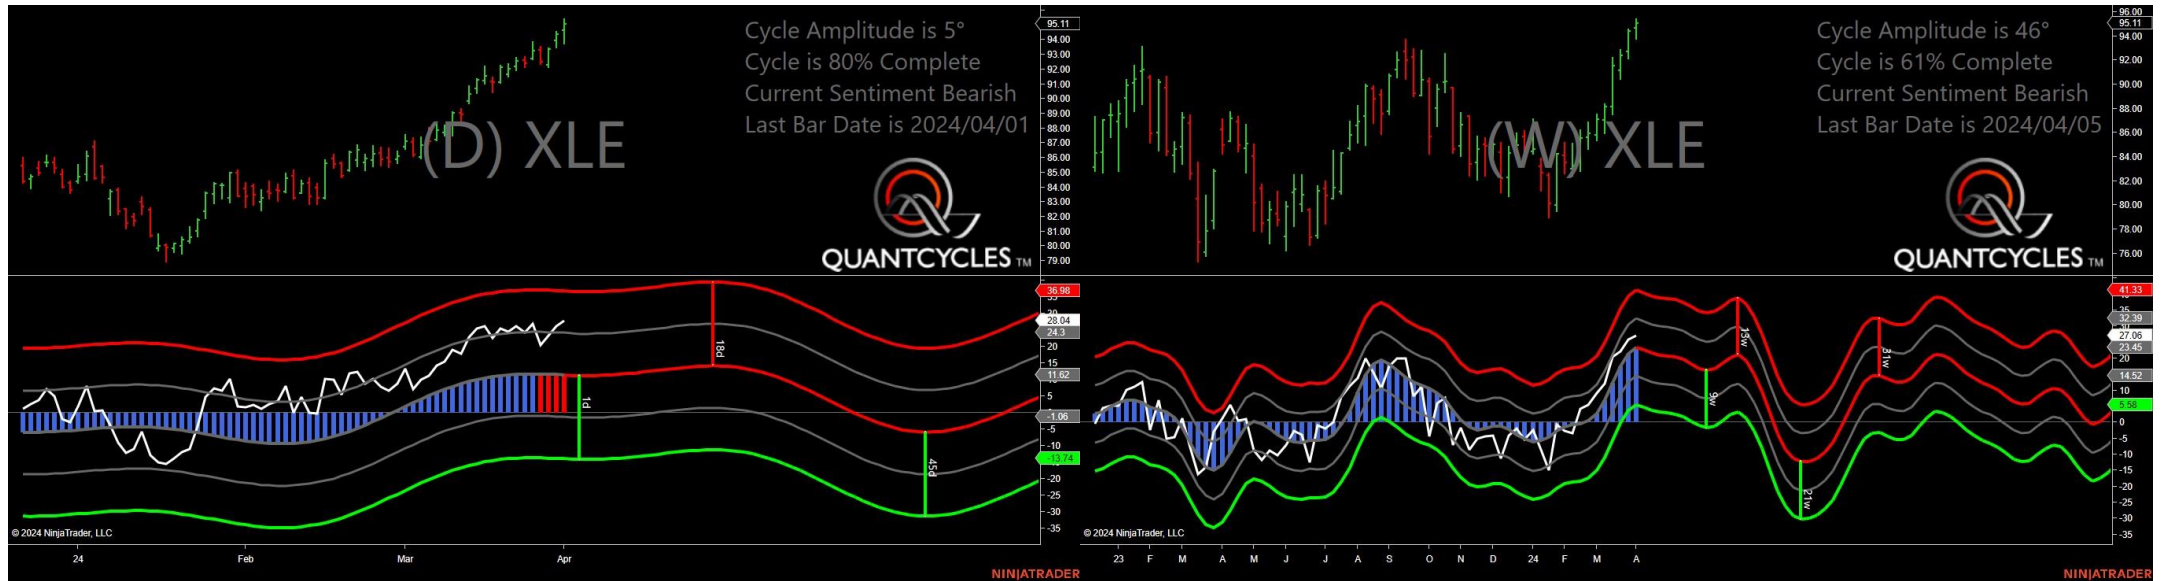 Cycle Amplitude is 5°
Cycle is 80% Complete
Current Sentiment Bearish
Last Bar Date is 2024/04/01
(D) XLE
QUANTCYCLES TM
95.11
94.00
93.00
92.00
91.00
90.00
89.00
88.00
87.00
86.00
85.00
84.00
83.00
82.00
81.00
80.00
79.00
36.98
35
28.04
24.3
20
15
11.62
5
-1.06
-5
-10
-13.74
-20
-25
-30
-35
1d
18d
45d
© 2024 NinjaTrader, LLC
24 Feb Mar Apr
NINJATRADER
Cycle Amplitude is 46°
Cycle is 61% Complete
Current Sentiment Bearish
Last Bar Date is 2024/04/05
(W) XLE
QUANTCYCLES TM
96.00
95.11
94.00
92.00
90.00
88.00
86.00
84.00
82.00
80.00
78.00
76.00
41.33
35
32.39
27.06
23.45
20
14.52
10
5.58
0
-5
-10
-15
-20
-25
-30
-35
9w
13w
21w
31w
© 2024 NinjaTrader, LLC
23 F M A M J J A S O N D 24 F M A
NINJATRADER